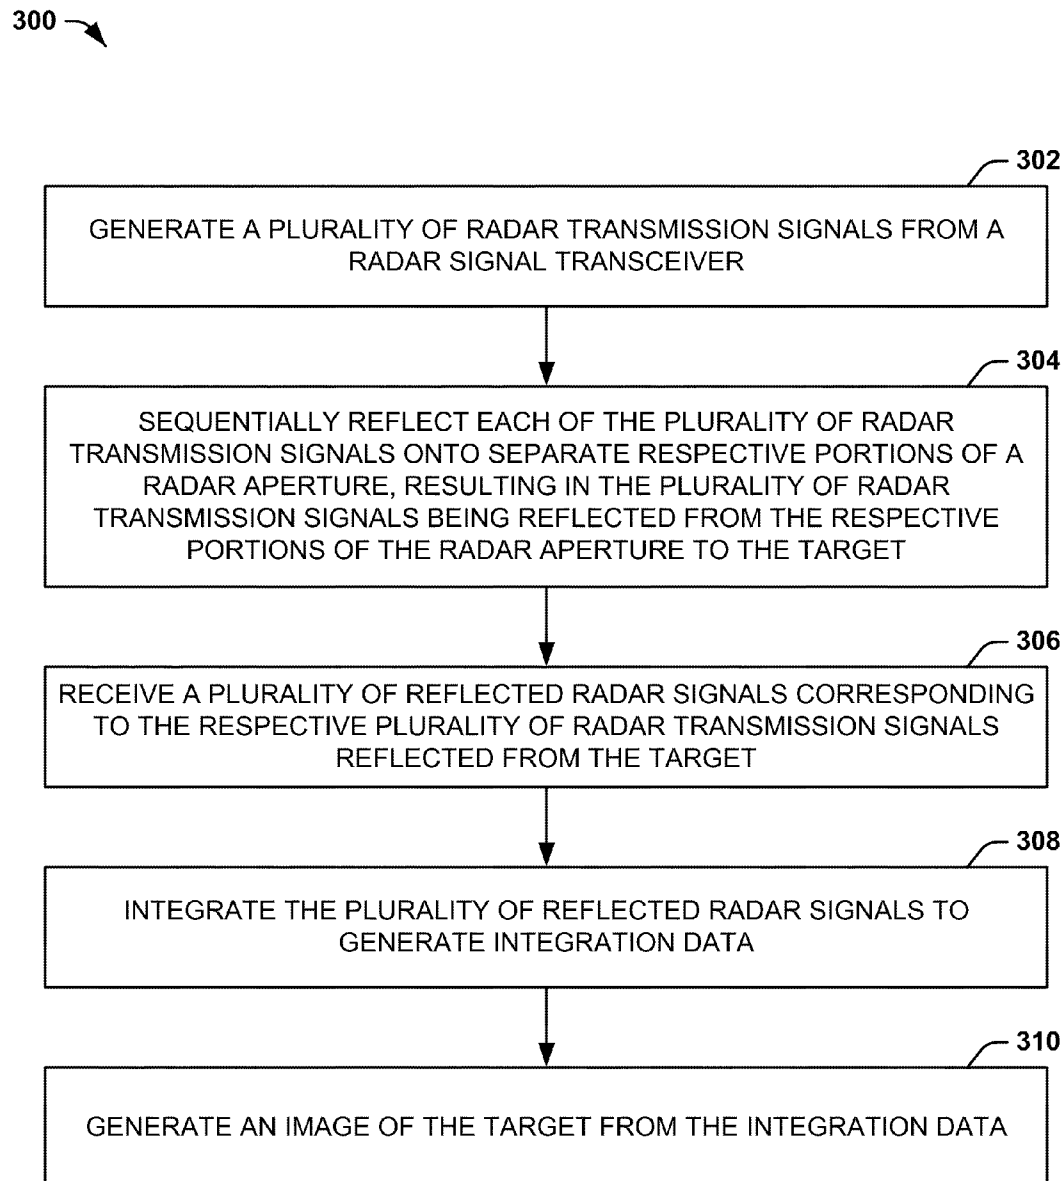 300
302
GENERATE A PLURALITY OF RADAR TRANSMISSION SIGNALS FROM A
RADAR SIGNAL TRANSCEIVER
304
SEQUENTIALLY REFLECT EACH OF THE PLURALITY OF RADAR
TRANSMISSION SIGNALS ONTO SEPARATE RESPECTIVE PORTIONS OF A
RADAR APERTURE, RESULTING IN THE PLURALITY OF RADAR
TRANSMISSION SIGNALS BEING REFLECTED FROM THE RESPECTIVE
PORTIONS OF THE RADAR APERTURE TO THE TARGET
306
RECEIVE A PLURALITY OF REFLECTED RADAR SIGNALS CORRESPONDING
TO THE RESPECTIVE PLURALITY OF RADAR TRANSMISSION SIGNALS
REFLECTED FROM THE TARGET
308
INTEGRATE THE PLURALITY OF REFLECTED RADAR SIGNALS TO
GENERATE INTEGRATION DATA
310
GENERATE AN IMAGE OF THE TARGET FROM THE INTEGRATION DATA